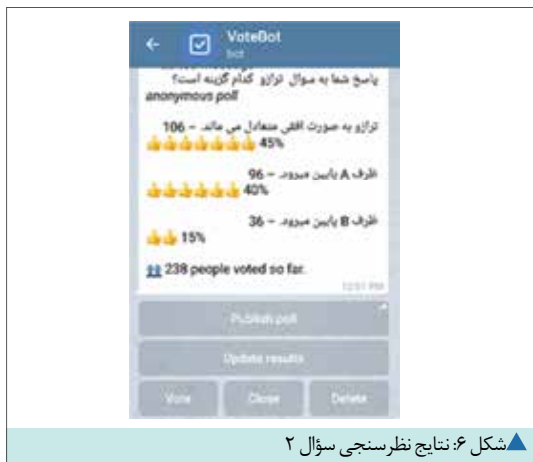 VoteBot
bot
پاسخ شما به سوال ترازو کدام گزینه است؟
anonymous poll
ترازو به صورت افقی متعادل می ماند. – 106
👍👍👍👍👍👍👍 45%
ظرف A پایین میرود. – 96
👍👍👍👍👍👍 40%
ظرف B پایین میرود. – 36
👍👍 15%
👥 238 people voted so far.
Publish poll
Update results
Vote Close Delete
شکل ۶: نتایج نظرسنجی سؤال ۲